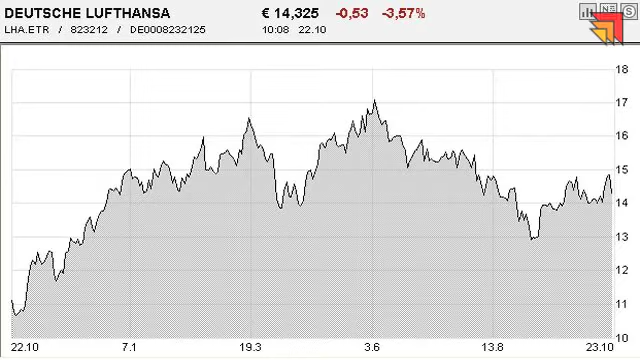 DEUTSCHE LUFTHANSA € 14,325 -0,53 -3,57%
LHA.ETR / 823212 / DE0008232125 10:08 22.10
S
18
17
16
15
14
13
12
11
10
22.10 7.1 19.3 3.6 13.8 23.10